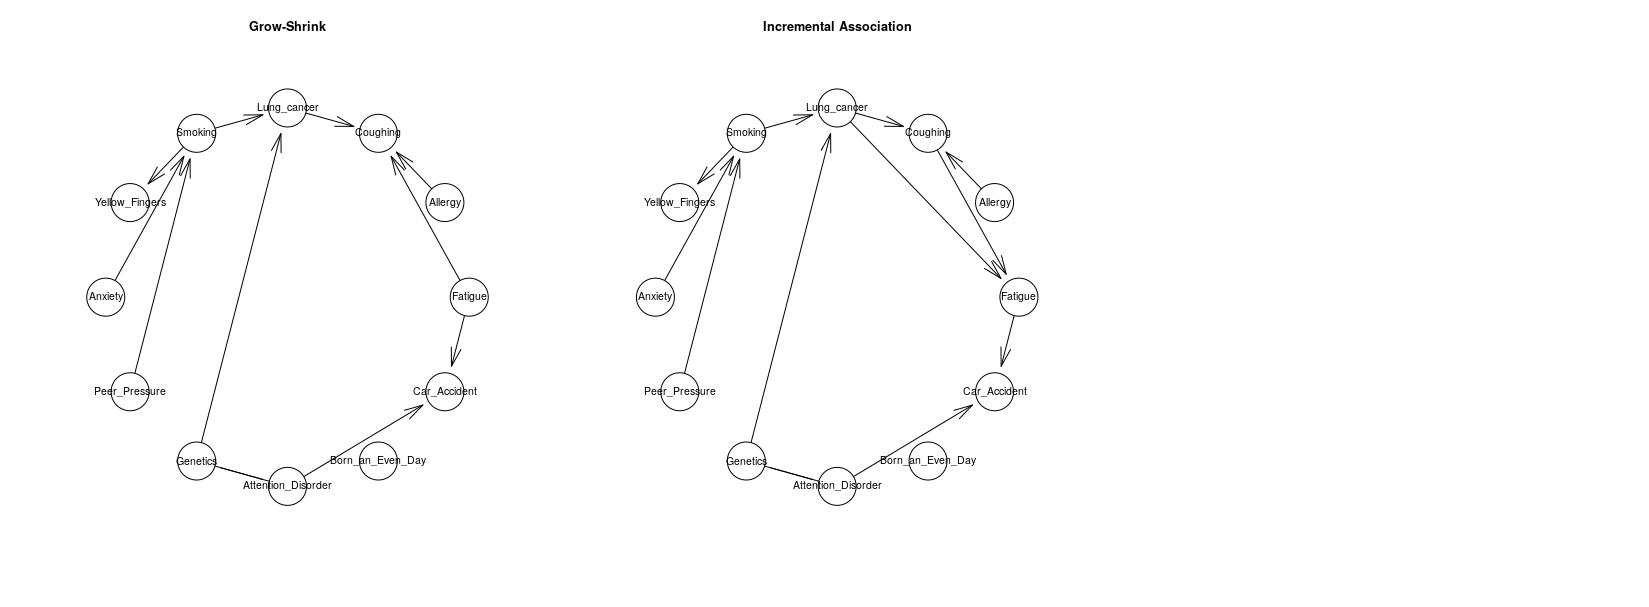 Grow-Shrink
Lung_cancer
Smoking
Coughing
Yellow_Fingers
Allergy
Anxiety
Fatigue
Peer_Pressure
Car_Accident
Genetics
Born_an_Even_Day
Attention_Disorder
Incremental Association
Lung_cancer
Smoking
Coughing
Yellow_Fingers
Allergy
Anxiety
Fatigue
Peer_Pressure
Car_Accident
Genetics
Born_an_Even_Day
Attention_Disorder